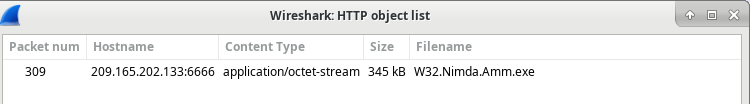 Wireshark: HTTP object list
Packet num Hostname Content Type Size Filename
309 209.165.202.133:6666 application/octet-stream 345 kB W32.Nimda.Amm.exe